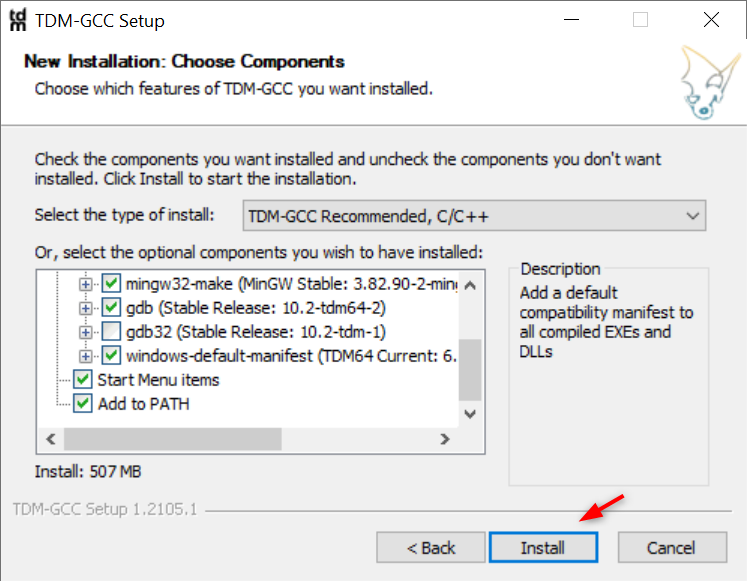 tdm TDM-GCC Setup
New Installation: Choose Components
Choose which features of TDM-GCC you want installed.
Check the components you want installed and uncheck the components you don't want
installed. Click Install to start the installation.
Select the type of install: TDM-GCC Recommended, C/C++
Or, select the optional components you wish to have installed:
mingw32-make (MinGW Stable: 3.82.90-2-ming
gdb (Stable Release: 10.2-tdm64-2)
gdb32 (Stable Release: 10.2-tdm-1)
windows-default-manifest (TDM64 Current: 6.
Start Menu items
Add to PATH
Description
Add a default
compatibility manifest to
all compiled EXEs and
DLLs
Install: 507 MB
TDM-GCC Setup 1.2105.1
< Back Install Cancel